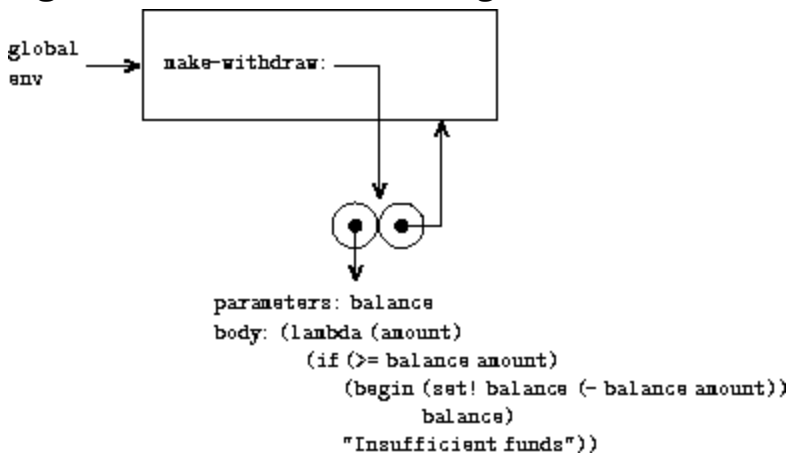 global
env
make-withdraw:
parameters: balance
body: (lambda (amount)
(if (>= balance amount)
(begin (set! balance (- balance amount))
balance)
"Insufficient funds"))